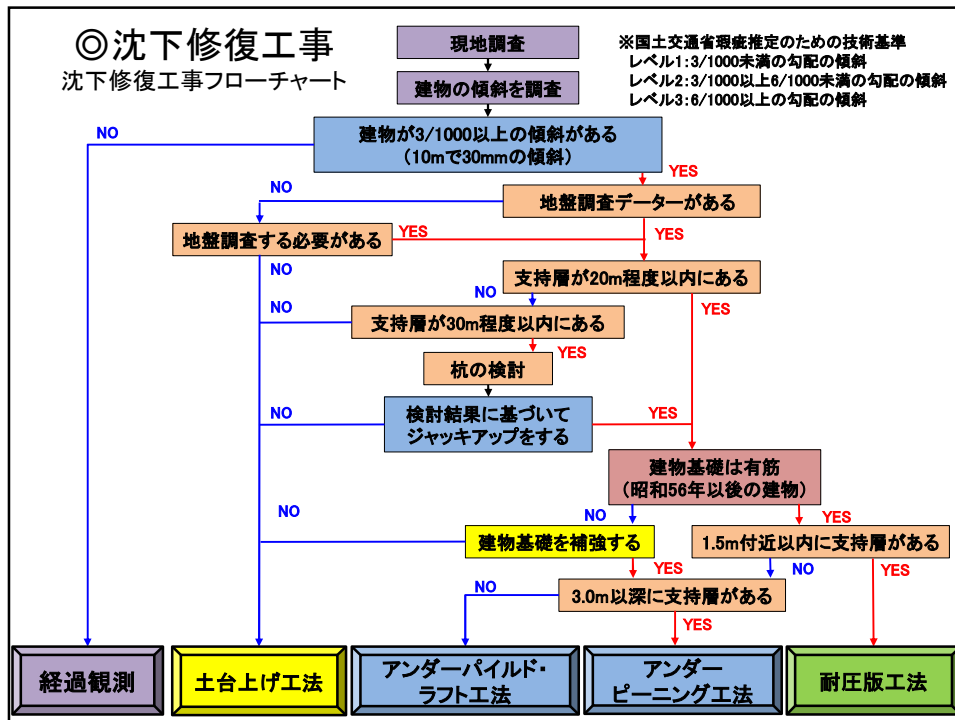 ◎沈下修復工事
沈下修復工事フローチャート
現地調査
建物の傾斜を調査
※国土交通省瑕疵推定のための技術基準
レベル1：3/1000未満の勾配の傾斜
レベル2：3/1000以上6/1000未満の勾配の傾斜
レベル3：6/1000以上の勾配の傾斜
NO
建物が3/1000以上の傾斜がある
（10mで30mmの傾斜）
YES
NO
地盤調査データーがある
地盤調査する必要がある
YES
YES
NO
支持層が20m程度以内にある
NO
NO
YES
支持層が30m程度以内にある
YES
杭の検討
NO
検討結果に基づいて
ジャッキアップをする
YES
建物基礎は有筋
（昭和56年以後の建物）
NO
NO
YES
建物基礎を補強する
1.5m付近以内に支持層がある
YES
NO
YES
NO
3.0m以深に支持層がある
YES
経過観測
土台上げ工法
アンダーパイルド・
ラフト工法
アンダー
ピーニング工法
耐圧版工法